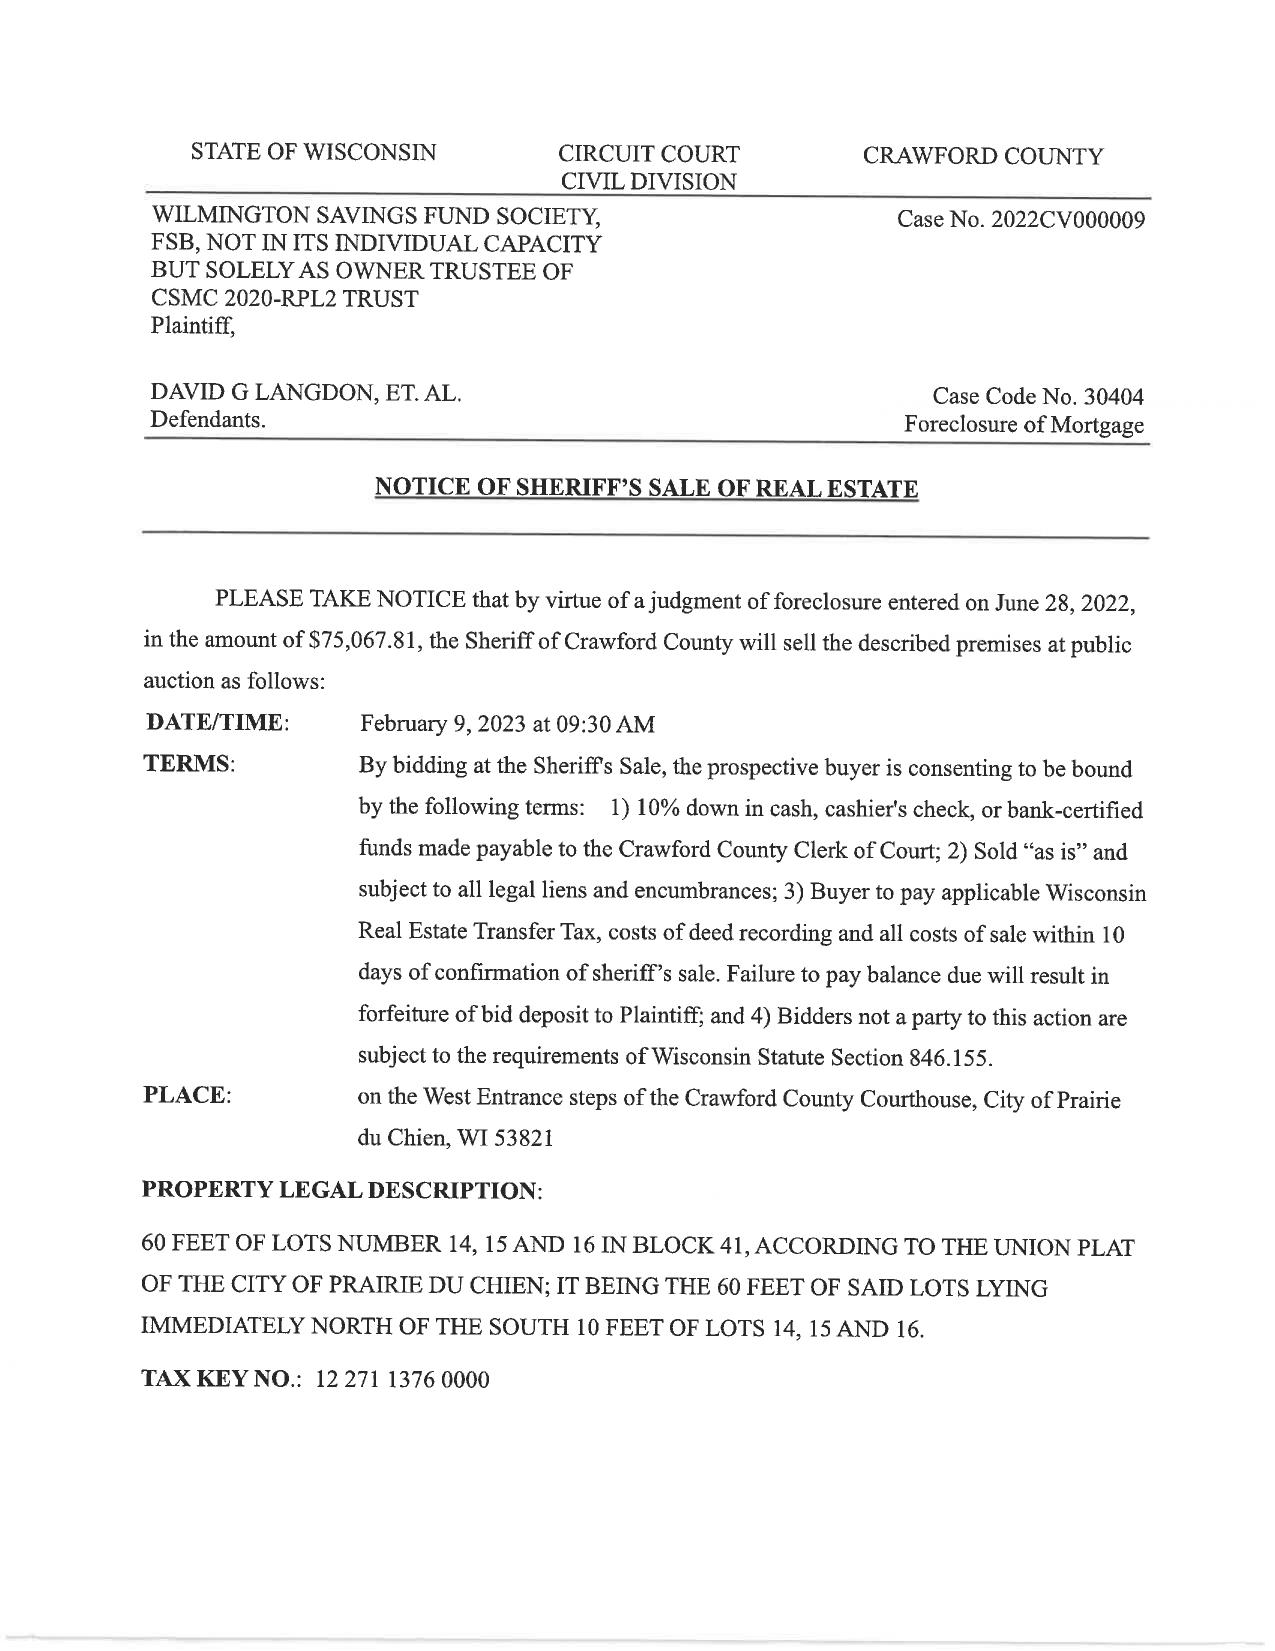 STATE OF WISCONSIN CIRCUIT COURT CRAWFORD COUNTY
CIVIL DIVISION
WILMINGTON SAVINGS FUND SOCIETY, Case No. 2022CV000009
FSB, NOT IN ITS INDIVIDUAL CAPACITY
BUT SOLELY AS OWNER TRUSTEE OF
CSMC 2020-RPL2 TRUST
Plaintiff,
DAVID G LANGDON, ET. AL. Case Code No. 30404
Defendants. Foreclosure of Mortgage
NOTICE OF SHERIFF’S SALE OF REAL ESTATE
PLEASE TAKE NOTICE that by virtue of a judgment of foreclosure entered on June 28, 2022,
in the amount of $75,067.81, the Sheriff of Crawford County will sell the described premises at public
auction as follows:
DATE/TIME: February 9, 2023 at 09:30 AM
TERMS: By bidding at the Sheriff's Sale, the prospective buyer is consenting to be bound
by the following terms: 1) 10% down in cash, cashier's check, or bank-certified
funds made payable to the Crawford County Clerk of Court; 2) Sold “as is” and
subject to all legal liens and encumbrances; 3) Buyer to pay applicable Wisconsin
Real Estate Transfer Tax, costs of deed recording and all costs of sale within 10
days of confirmation of sheriff’s sale. Failure to pay balance due will result in
forfeiture of bid deposit to Plaintiff; and 4) Bidders not a party to this action are
subject to the requirements of Wisconsin Statute Section 846.155.
PLACE: on the West Entrance steps of the Crawford County Courthouse, City of Prairie
du Chien, WI 53821
PROPERTY LEGAL DESCRIPTION:
60 FEET OF LOTS NUMBER 14, 15 AND 16 IN BLOCK 41, ACCORDING TO THE UNION PLAT
OF THE CITY OF PRAIRIE DU CHIEN; IT BEING THE 60 FEET OF SAID LOTS LYING
IMMEDIATELY NORTH OF THE SOUTH 10 FEET OF LOTS 14, 15 AND 16.
TAX KEY NO.: 12 271 1376 0000